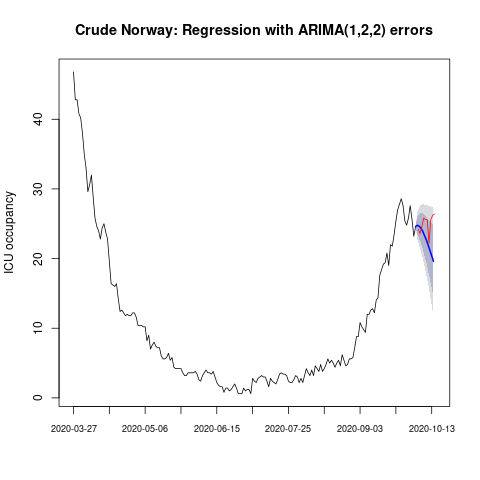 Crude Norway: Regression with ARIMA(1,2,2) errors
ICU occupancy
40
30
20
10
0
2020-03-27 2020-05-06 2020-06-15 2020-07-25 2020-09-03 2020-10-13